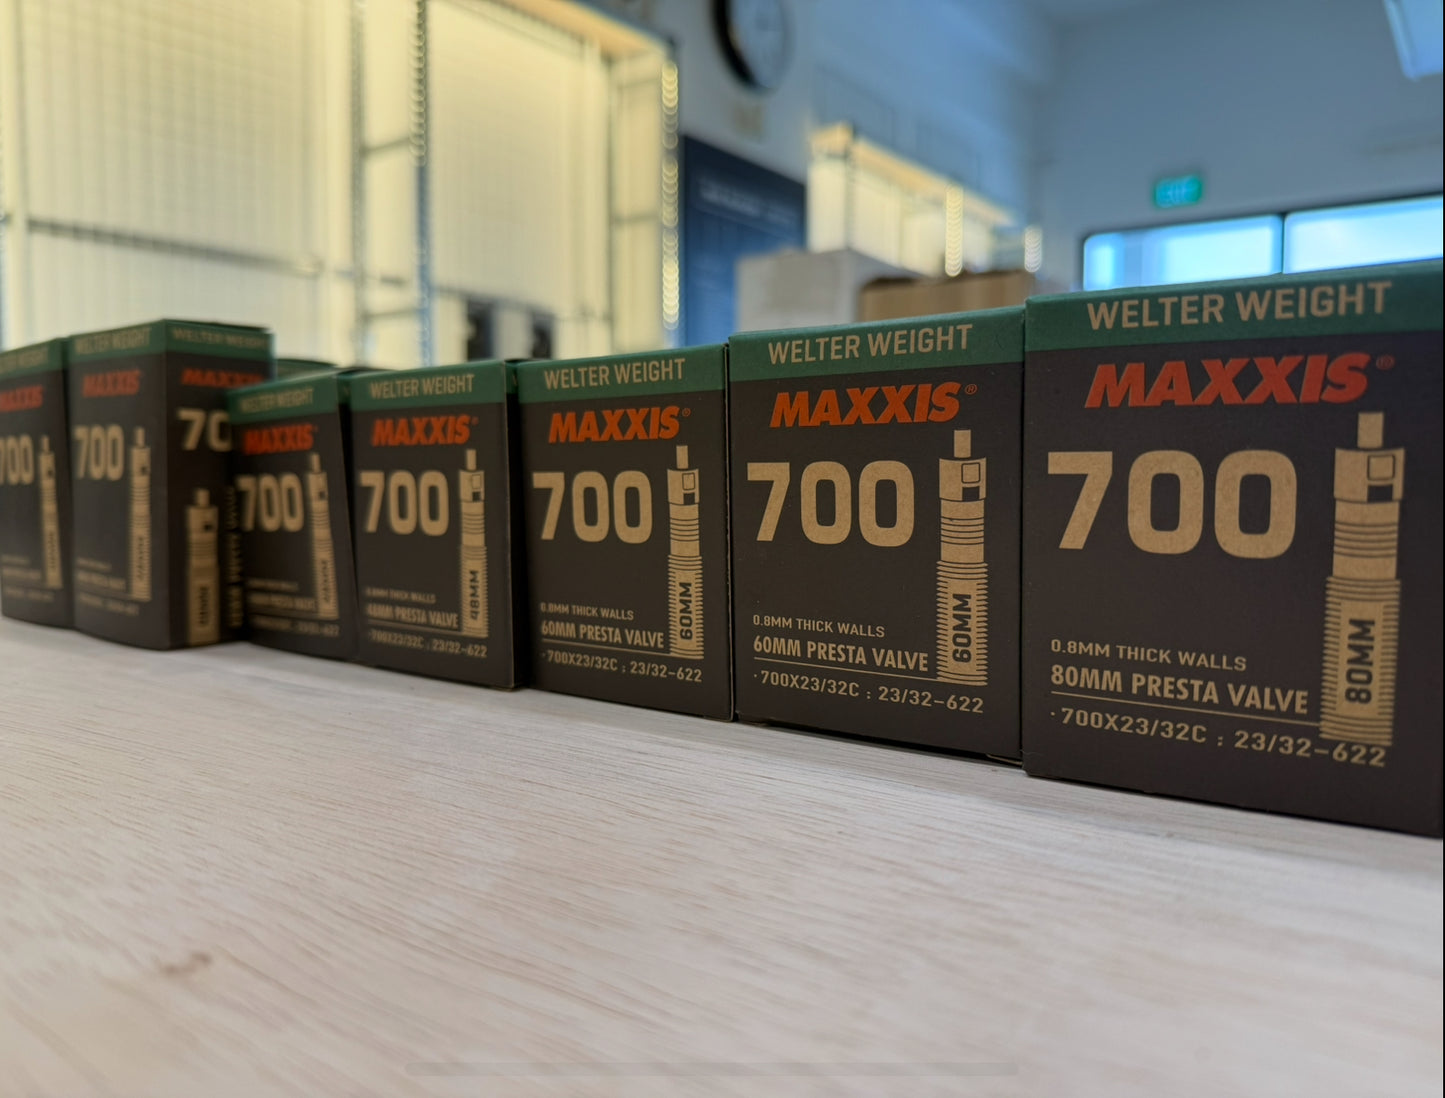 WELTER WEIGHT
MAXXIS
700
WELTER WEIGHT
MAXXIS
70
WELTER WEIGHT
MAXXIS
700
WELTER WEIGHT
MAXXIS®
700
0.8MM THICK WALLS
48MM PRESTA VALVE
·700X23/32C : 23/32-622
48MM
WELTER WEIGHT
MAXXIS®
700
0.8MM THICK WALLS
60MM PRESTA VALVE
·700X23/32C : 23/32-622
60MM
WELTER WEIGHT
MAXXIS®
700
0.8MM THICK WALLS
60MM PRESTA VALVE
·700X23/32C : 23/32-622
60MM
WELTER WEIGHT
MAXXIS®
700
0.8MM THICK WALLS
80MM PRESTA VALVE
·700X23/32C : 23/32-622
80MM
EXIT